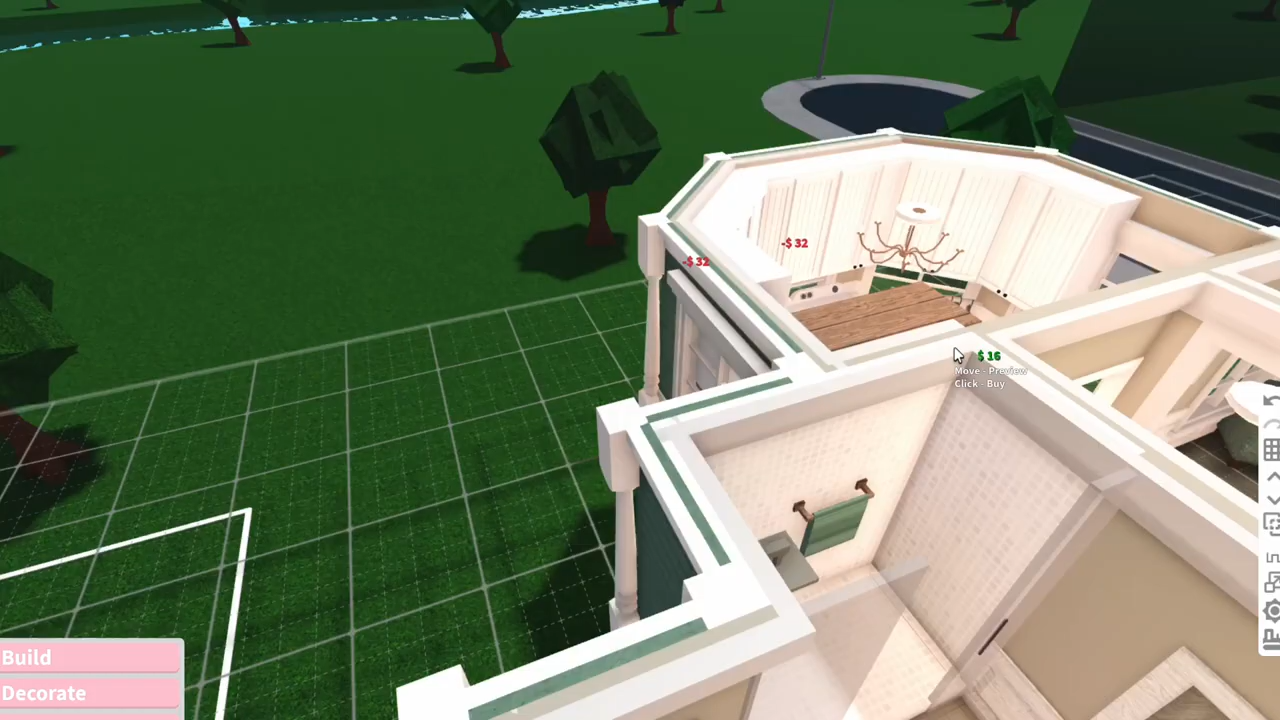 -$ 32
-$ 32
$ 16
Move - Preview
Click - Buy
Build
Decorate